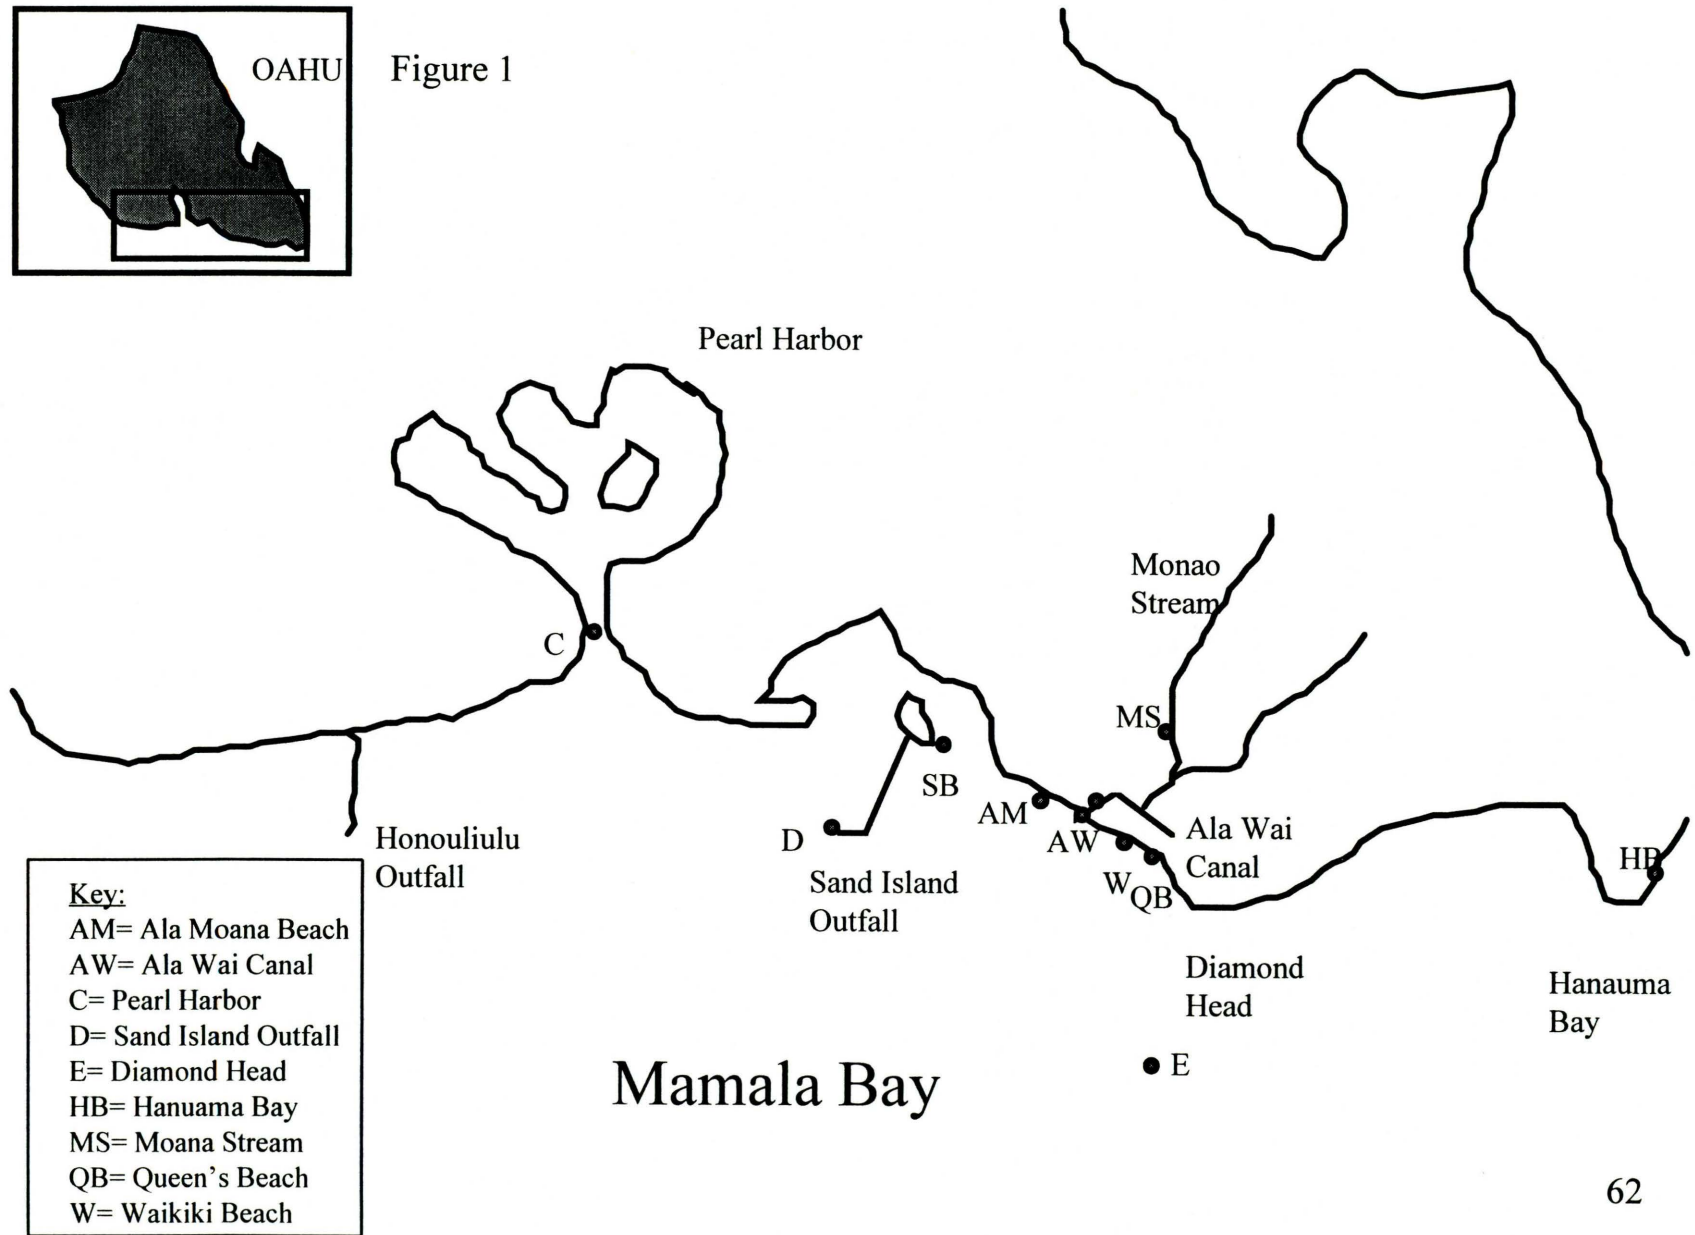 OAHU
Figure 1
Pearl Harbor
Monao
Stream
C
MS
SB
AM
D
AW
Ala Wai
Canal
HB
Honouliulu
Outfall
Sand Island
Outfall
W
QB
Diamond
Head
Hanauma
Bay
E
Mamala Bay
Key:
AM= Ala Moana Beach
AW= Ala Wai Canal
C= Pearl Harbor
D= Sand Island Outfall
E= Diamond Head
HB= Hanuama Bay
MS= Moana Stream
QB= Queen's Beach
W= Waikiki Beach
62